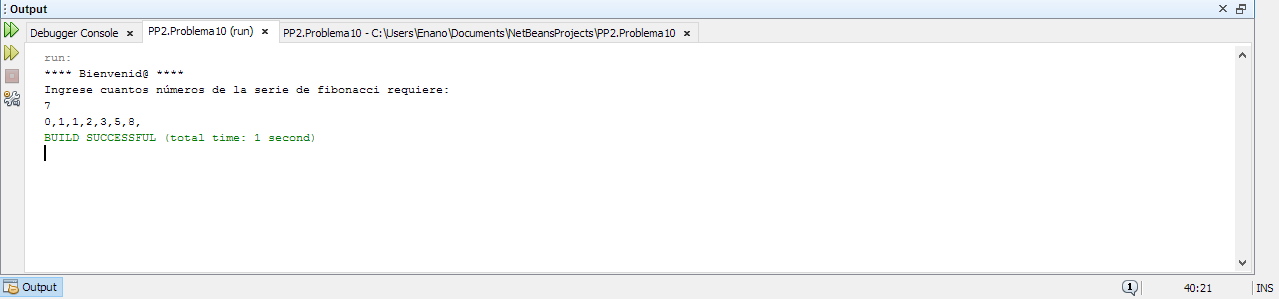 Output
Debugger Console PP2.Problema10 (run) PP2.Problema10 - C:\Users\Enano\Documents\NetBeansProjects\PP2.Problema10
run:
**** Bienvenid@ ****
Ingrese cuantos números de la serie de fibonacci requiere:
7
0,1,1,2,3,5,8,
BUILD SUCCESSFUL (total time: 1 second)
Output 1 40:21 INS